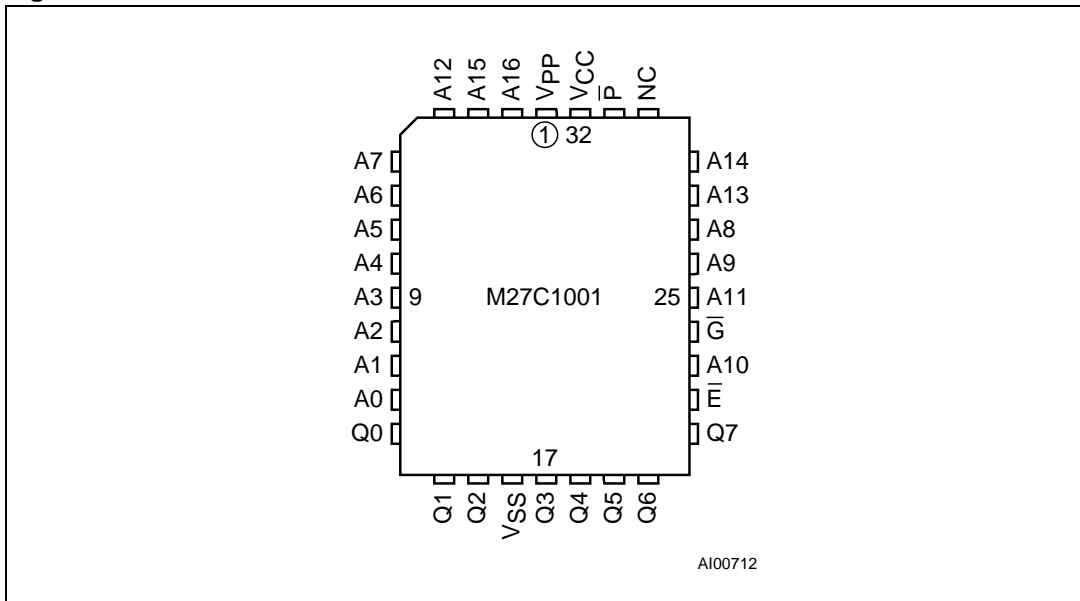 A12 A15 A16 VPP VCC P̅ NC
1 32
A7 A14
A6 A13
A5 A8
A4 A9
A3 9 M27C1001 25 A11
A2 G̅
A1 A10
A0 E̅
Q0 Q7
17
Q1 Q2 VSS Q3 Q4 Q5 Q6
AI00712